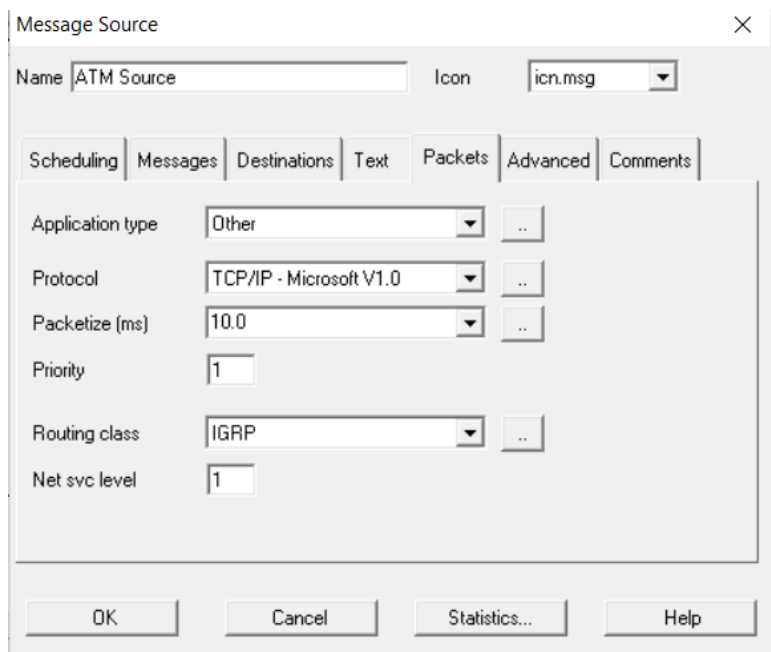 Message Source
Name ATM Source Icon icn.msg
Scheduling Messages Destinations Text Packets Advanced Comments
Application type Other ..
Protocol TCP/IP - Microsoft V1.0 ..
Packetize (ms) 10.0 ..
Priority 1
Routing class IGRP ..
Net svc level 1
OK Cancel Statistics... Help